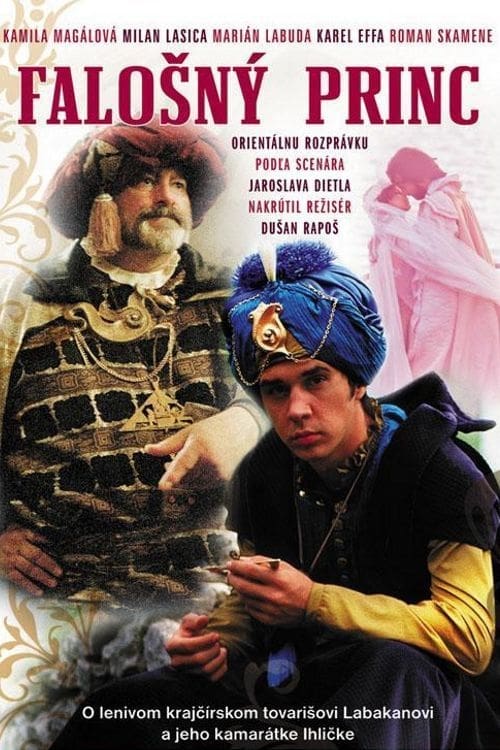 KAMILA MAGÁLOVÁ MILAN LASICA MARIÁN LABUDA KAREL EFFA ROMAN SKAMENE
FALOŠNÝ PRINC
ORIENTÁLNU ROZPRÁVKU
PODĽA SCENÁRA
JAROSLAVA DIETLA
NAKRÚTIL REŽISÉR
DUŠAN RAPOŠ
O lenivom krajčírskom tovarišovi Labakanovi
a jeho kamarátke Ihličke